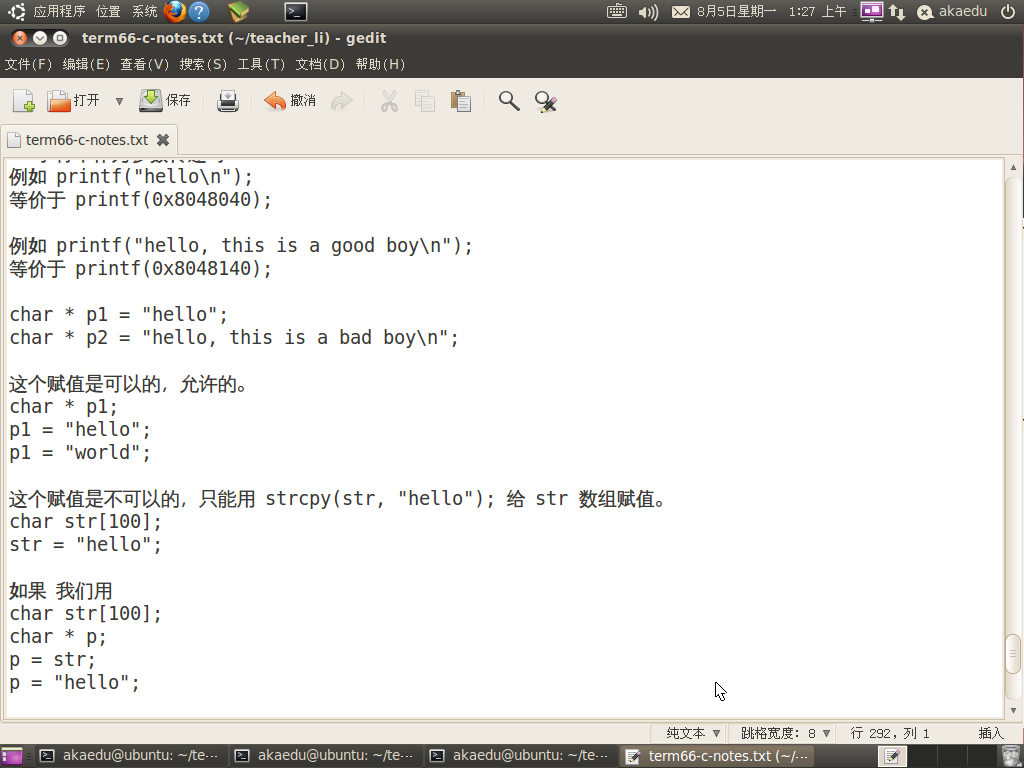 应用程序 位置 系统 8月5日星期一 1:27 上午 akaedu
term66-c-notes.txt (~/teacher_li) - gedit
文件(F) 编辑(E) 查看(V) 搜索(S) 工具(T) 文档(D) 帮助(H)
打开 保存 撤消
term66-c-notes.txt
例如 printf("hello\n");
等价于 printf(0x8048040);
例如 printf("hello, this is a good boy\n");
等价于 printf(0x8048140);
char * p1 = "hello";
char * p2 = "hello, this is a bad boy\n";
这个赋值是可以的，允许的。
char * p1;
p1 = "hello";
p1 = "world";
这个赋值是不可以的，只能用 strcpy(str, "hello"); 给 str 数组赋值。
char str[100];
str = "hello";
如果 我们用
char str[100];
char * p;
p = str;
p = "hello";
纯文本 跳格宽度: 8 行 292, 列 1 插入
akaedu@ubuntu: ~/te... akaedu@ubuntu: ~/te... akaedu@ubuntu: ~/te... term66-c-notes.txt (~/...